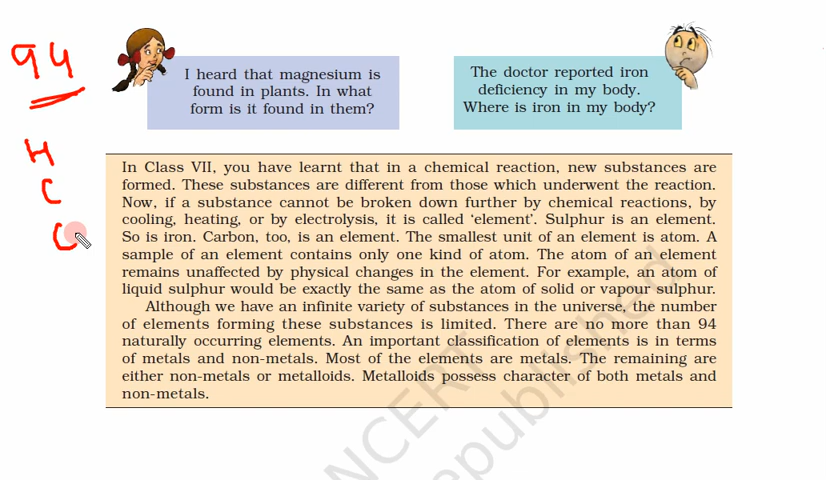 94
H
C
I heard that magnesium is
found in plants. In what
form is it found in them?
The doctor reported iron
deficiency in my body.
Where is iron in my body?
In Class VII, you have learnt that in a chemical reaction, new substances are
formed. These substances are different from those which underwent the reaction.
Now, if a substance cannot be broken down further by chemical reactions, by
cooling, heating, or by electrolysis, it is called ‘element’. Sulphur is an element.
So is iron. Carbon, too, is an element. The smallest unit of an element is atom. A
sample of an element contains only one kind of atom. The atom of an element
remains unaffected by physical changes in the element. For example, an atom of
liquid sulphur would be exactly the same as the atom of solid or vapour sulphur.
Although we have an infinite variety of substances in the universe, the number
of elements forming these substances is limited. There are no more than 94
naturally occurring elements. An important classification of elements is in terms
of metals and non-metals. Most of the elements are metals. The remaining are
either non-metals or metalloids. Metalloids possess character of both metals and
non-metals.
NCERT
republished